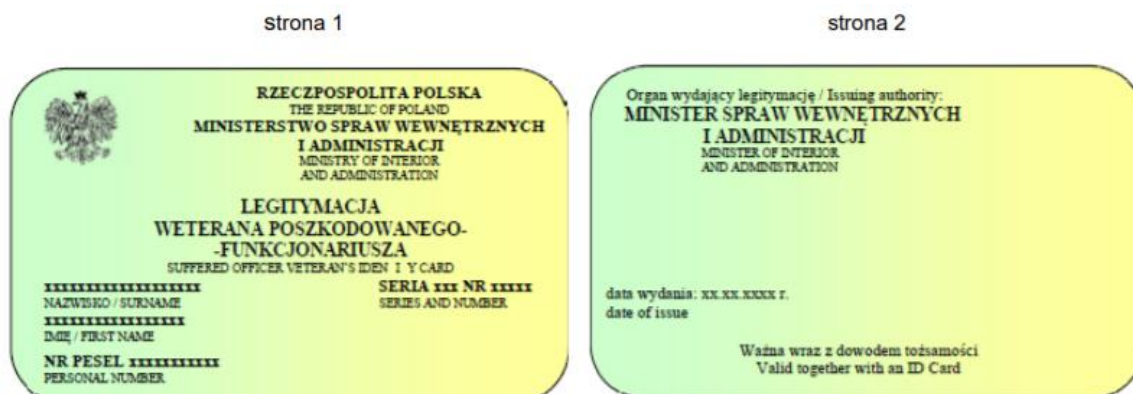 strona 1
RZECZPOSPOLITA POLSKA
THE REPUBLIC OF POLAND
MINISTERSTWO SPRAW WEWNĘTRZNYCH
I ADMINISTRACJI
MINISTRY OF INTERIOR
AND ADMINISTRATION
LEGITYMACJA
WETERANA POSZKODOWANEGO-
-FUNKCJONARIUSZA
SUFFERED OFFICER VETERAN'S IDEN I Y CARD
xxxxxxxxxxxxxxxxxxx
NAZWISKO / SURNAME
SERIA xxx NR xxxxx
SERIES AND NUMBER
xxxxxxxxxxxxxxxxx
IMIĘ / FIRST NAME
NR PESEL xxxxxxxxxxx
PERSONAL NUMBER
strona 2
Organ wydający legitymację / Issuing authority:
MINISTER SPRAW WEWNĘTRZNYCH
I ADMINISTRACJI
MINISTER OF INTERIOR
AND ADMINISTRATION
data wydania: xx.xx.xxxx r.
date of issue
Ważna wraz z dowodem tożsamości
Valid together with an ID Card